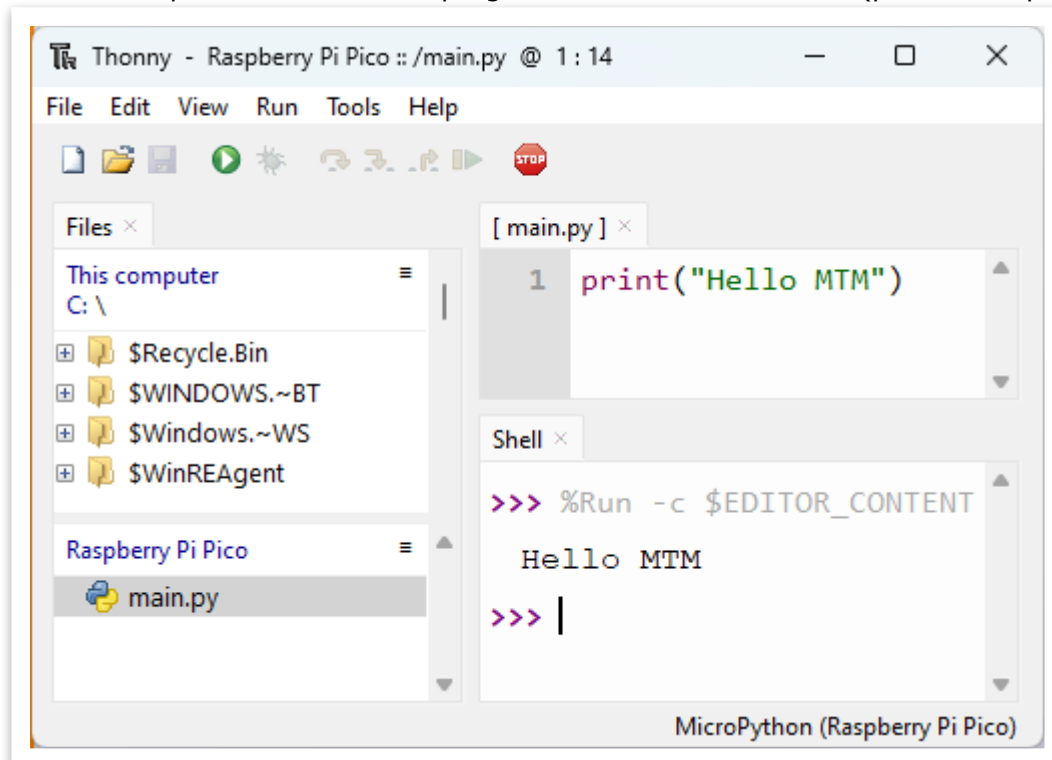 Thonny - Raspberry Pi Pico :: /main.py @ 1 : 14
File Edit View Run Tools Help
STOP
Files
This computer
C: \
$Recycle.Bin
$WINDOWS.~BT
$Windows.~WS
$WinREAgent
Raspberry Pi Pico
main.py
[ main.py ]
1 print("Hello MTM")
Shell
>>> %Run -c $EDITOR_CONTENT
Hello MTM
>>>
MicroPython (Raspberry Pi Pico)